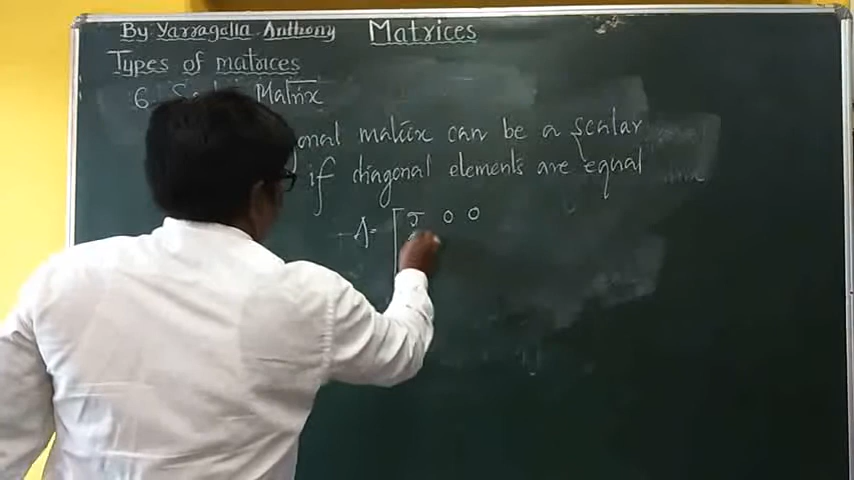 By Yarragalla Anthony Matrices
Types of matrices
6. Matrix
matrix can be a scalar
if diagonal elements are equal
A= [ 5 0 0